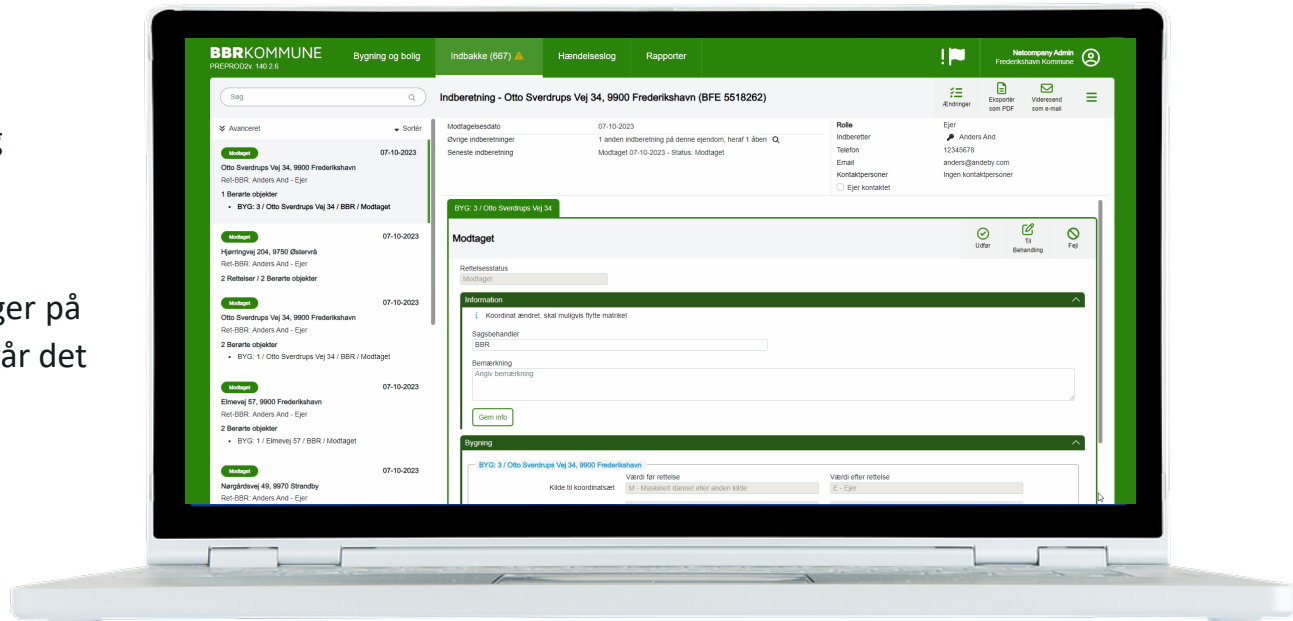 g
ger på
år det
BBRKOMMUNE
PREPROD2v. 140.2.6
Bygning og bolig
Indbakke (667)
Hændelseslog
Rapporter
Netcompany Admin
Frederikshavn Kommune
Søg
Avanceret
Sortér
Modtaget 07-10-2023
Otto Sverdrups Vej 34, 9900 Frederikshavn
Ret-BBR: Anders And - Ejer
1 Berørte objekter
• BYG: 3 / Otto Sverdrups Vej 34 / BBR / Modtaget
Modtaget 07-10-2023
Hjørringvej 204, 9750 Østervrå
Ret-BBR: Anders And - Ejer
2 Rettelser / 2 Berørte objekter
Modtaget 07-10-2023
Otto Sverdrups Vej 34, 9900 Frederikshavn
Ret-BBR: Anders And - Ejer
2 Berørte objekter
• BYG: 1 / Otto Sverdrups Vej 34 / BBR / Modtaget
Modtaget 07-10-2023
Elmevej 57, 9900 Frederikshavn
Ret-BBR: Anders And - Ejer
2 Berørte objekter
• BYG: 1 / Elmevej 57 / BBR / Modtaget
Modtaget 07-10-2023
Nørgårdsvej 49, 9970 Strandby
Ret-BBR: Anders And - Ejer
Indberetning - Otto Sverdrups Vej 34, 9900 Frederikshavn (BFE 5518262)
Ændringer
Eksportér som PDF
Videresend som e-mail
Modtagelsesdato 07-10-2023
Øvrige indberetninger 1 anden indberetning på denne ejendom, heraf 1 åben
Seneste indberetning Modtaget 07-10-2023 - Status: Modtaget
Rolle Ejer
Indberetter Anders And
Telefon 12345678
Email anders@andeby.com
Kontaktpersoner Ingen kontaktpersoner
Ejer kontaktet
BYG: 3 / Otto Sverdrups Vej 34
Modtaget
Udfør
Til Behandling
Fejl
Rettelsesstatus
Modtaget
Information
i Koordinat ændret, skal muligvis flytte matrikel
Sagsbehandler
BBR
Bemærkning
Angiv bemærkning
Gem info
Bygning
BYG: 3 / Otto Sverdrups Vej 34, 9900 Frederikshavn
Værdi før rettelse Værdi efter rettelse
Kilde til koordinatsæt M - Maskinelt dannet eller anden kilde E - Ejer